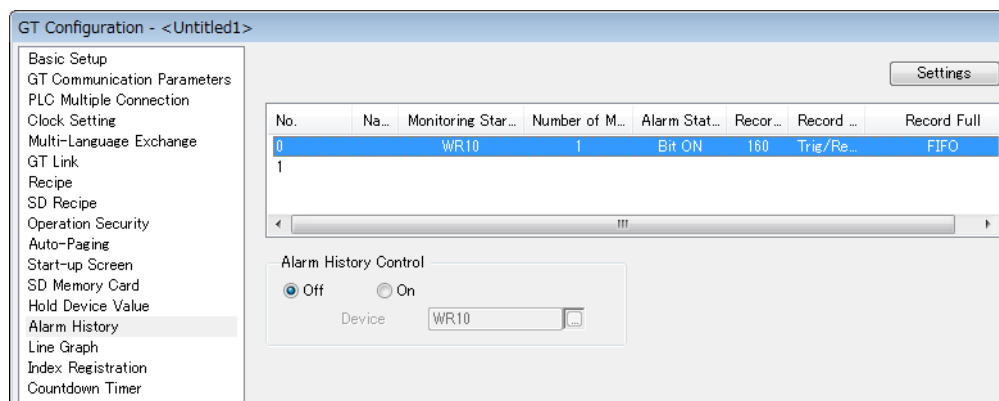 GT Configuration - <Untitled1>
Basic Setup
GT Communication Parameters
PLC Multiple Connection
Clock Setting
Multi-Language Exchange
GT Link
Recipe
SD Recipe
Operation Security
Auto-Paging
Start-up Screen
SD Memory Card
Hold Device Value
Alarm History
Line Graph
Index Registration
Countdown Timer
Settings
No. Na... Monitoring Star... Number of M... Alarm Stat... Recor... Record ... Record Full
0 WR10 1 Bit ON 160 Trig/Re... FIFO
1
Alarm History Control
Off On
Device WR10 ...